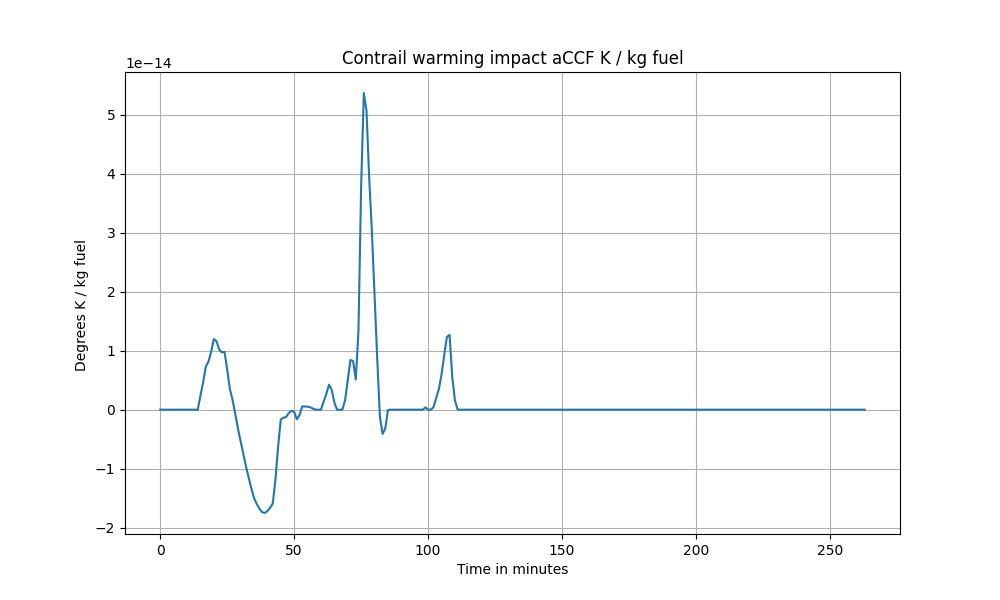 Contrail warming impact aCCF K / kg fuel
1e−14
5
4
3
2
1
0
−1
−2
Degrees K / kg fuel
0 50 100 150 200 250
Time in minutes